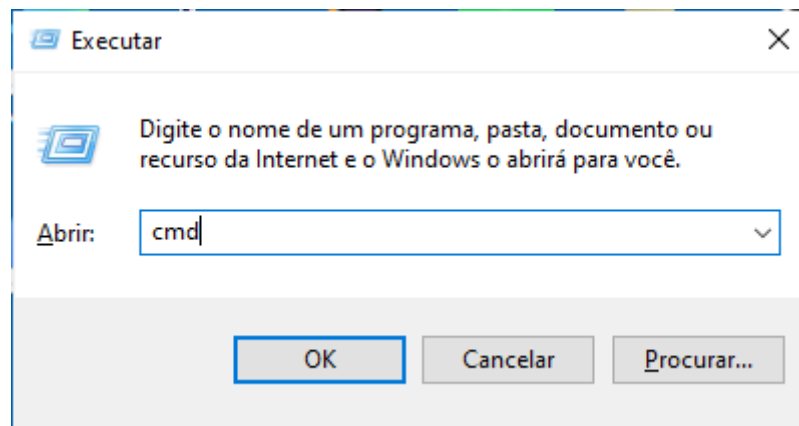 Executar
Digite o nome de um programa, pasta, documento ou
recurso da Internet e o Windows o abrirá para você.
Abrir: cmd
OK Cancelar Procurar...